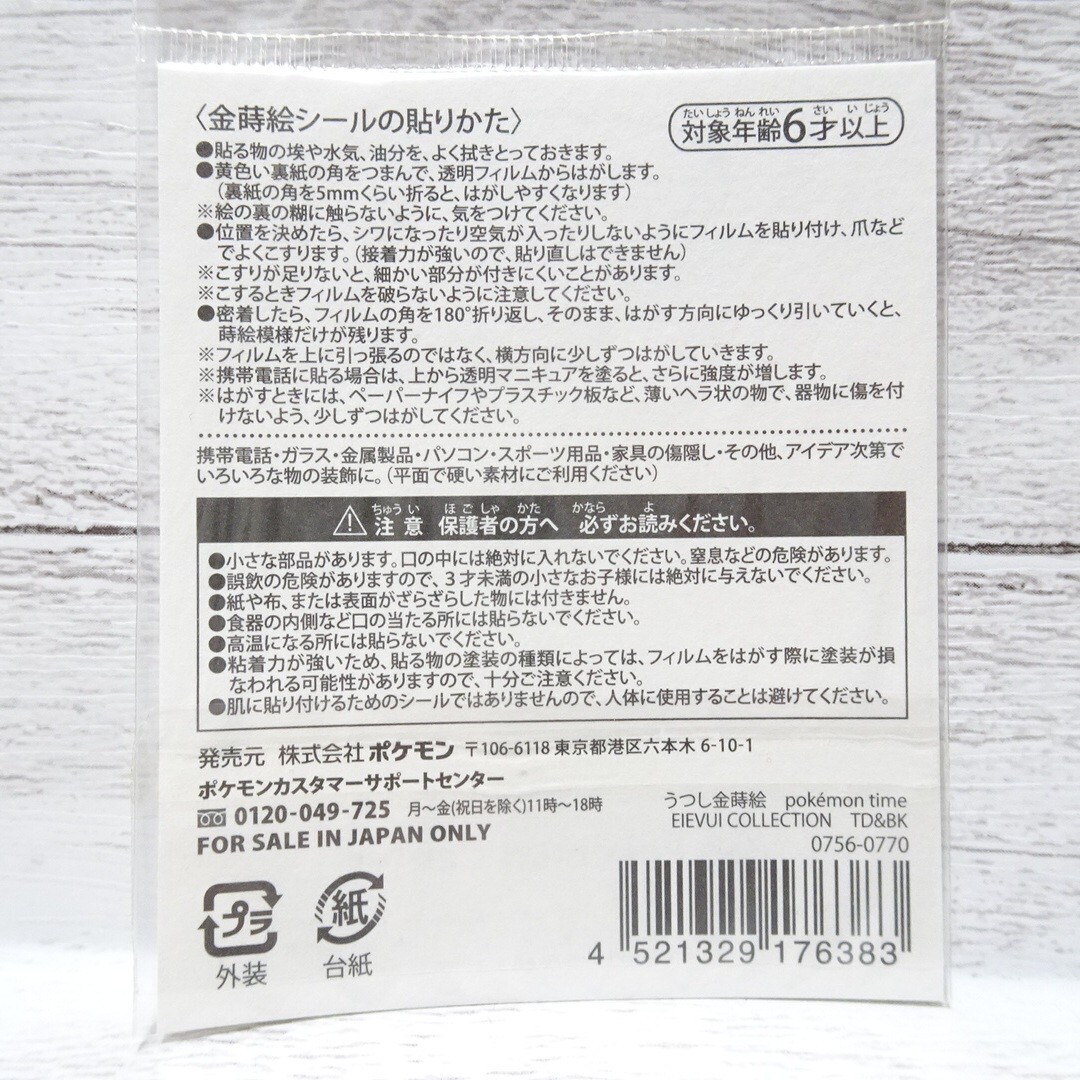 〈金蒔絵シールの貼りかた〉
たいしょう ねん れい さい い じょう
対象年齢6才以上
●貼る物の埃や水気、油分を、よく拭きとっておきます。
●黄色い裏紙の角をつまんで、透明フィルムからはがします。
(裏紙の角を5mmくらい折ると、はがしやすくなります)
※絵の裏の糊に触らないように、気をつけてください。
●位置を決めたら、シワになったり空気が入ったりしないようにフィルムを貼り付け、爪など
でよくこすります。(接着力が強いので、貼り直しはできません)
※こすりが足りないと、細かい部分が付きにくいことがあります。
※こするときフィルムを破らないように注意してください。
●密着したら、フィルムの角を180°折り返し、そのまま、はがす方向にゆっくり引いていくと、
蒔絵模様だけが残ります。
※フィルムを上に引っ張るのではなく、横方向に少しずつはがしていきます。
※携帯電話に貼る場合は、上から透明マニキュアを塗ると、さらに強度が増します。
※はがすときには、ペーパーナイフやプラスチック板など、薄いヘラ状の物で、器物に傷を付
けないよう、少しずつはがしてください。
携帯電話・ガラス・金属製品・パソコン・スポーツ用品・家具の傷隠し・その他、アイデア次第で
いろいろな物の装飾に。(平面で硬い素材にご利用ください)
ちゅう い ほ ご しゃ かた かなら よ
注意 保護者の方へ 必ずお読みください。
●小さな部品があります。口の中には絶対に入れないでください。窒息などの危険があります。
●誤飲の危険がありますので、3才未満の小さなお子様には絶対に与えないでください。
●紙や布、または表面がざらざらした物には付きません。
●食器の内側など口の当たる所には貼らないでください。
●高温になる所には貼らないでください。
●粘着力が強いため、貼る物の塗装の種類によっては、フィルムをはがす際に塗装が損
なわれる可能性がありますので、十分ご注意ください。
●肌に貼り付けるためのシールではありませんので、人体に使用することは避けてください。
発売元 株式会社 ポケモン 〒106-6118 東京都港区六本木 6-10-1
ポケモンカスタマーサポートセンター
0120-049-725 月〜金(祝日を除く)11時〜18時
FOR SALE IN JAPAN ONLY
うつし金蒔絵 pokémon time
EIEVUI COLLECTION TD&BK
0756-0770
プラ
外装
紙
台紙
4 521329 176383